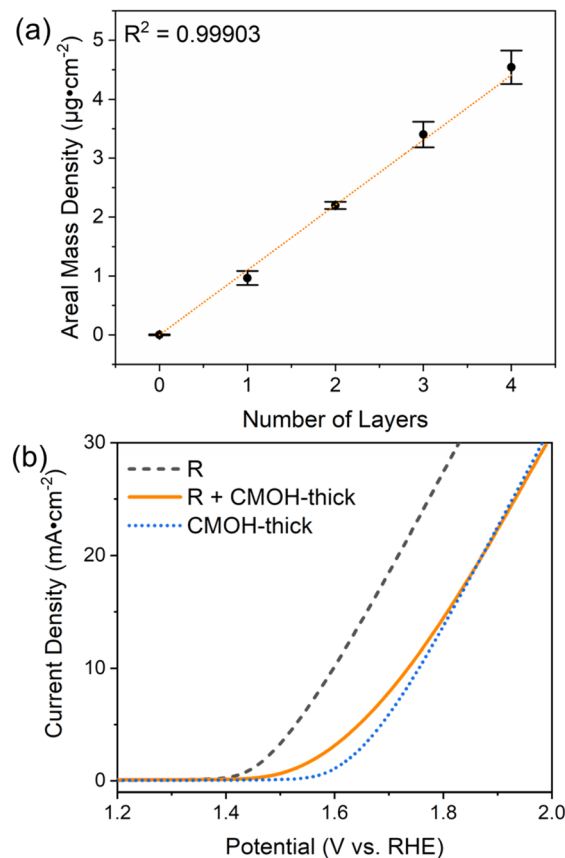 (a)
R² = 0.99903
Areal Mass Density (µg•cm⁻²)
5
4
3
2
1
0
0 1 2 3 4
Number of Layers
(b)
R
R + CMOH-thick
CMOH-thick
Current Density (mA•cm⁻²)
30
20
10
0
1.2 1.4 1.6 1.8 2.0
Potential (V vs. RHE)